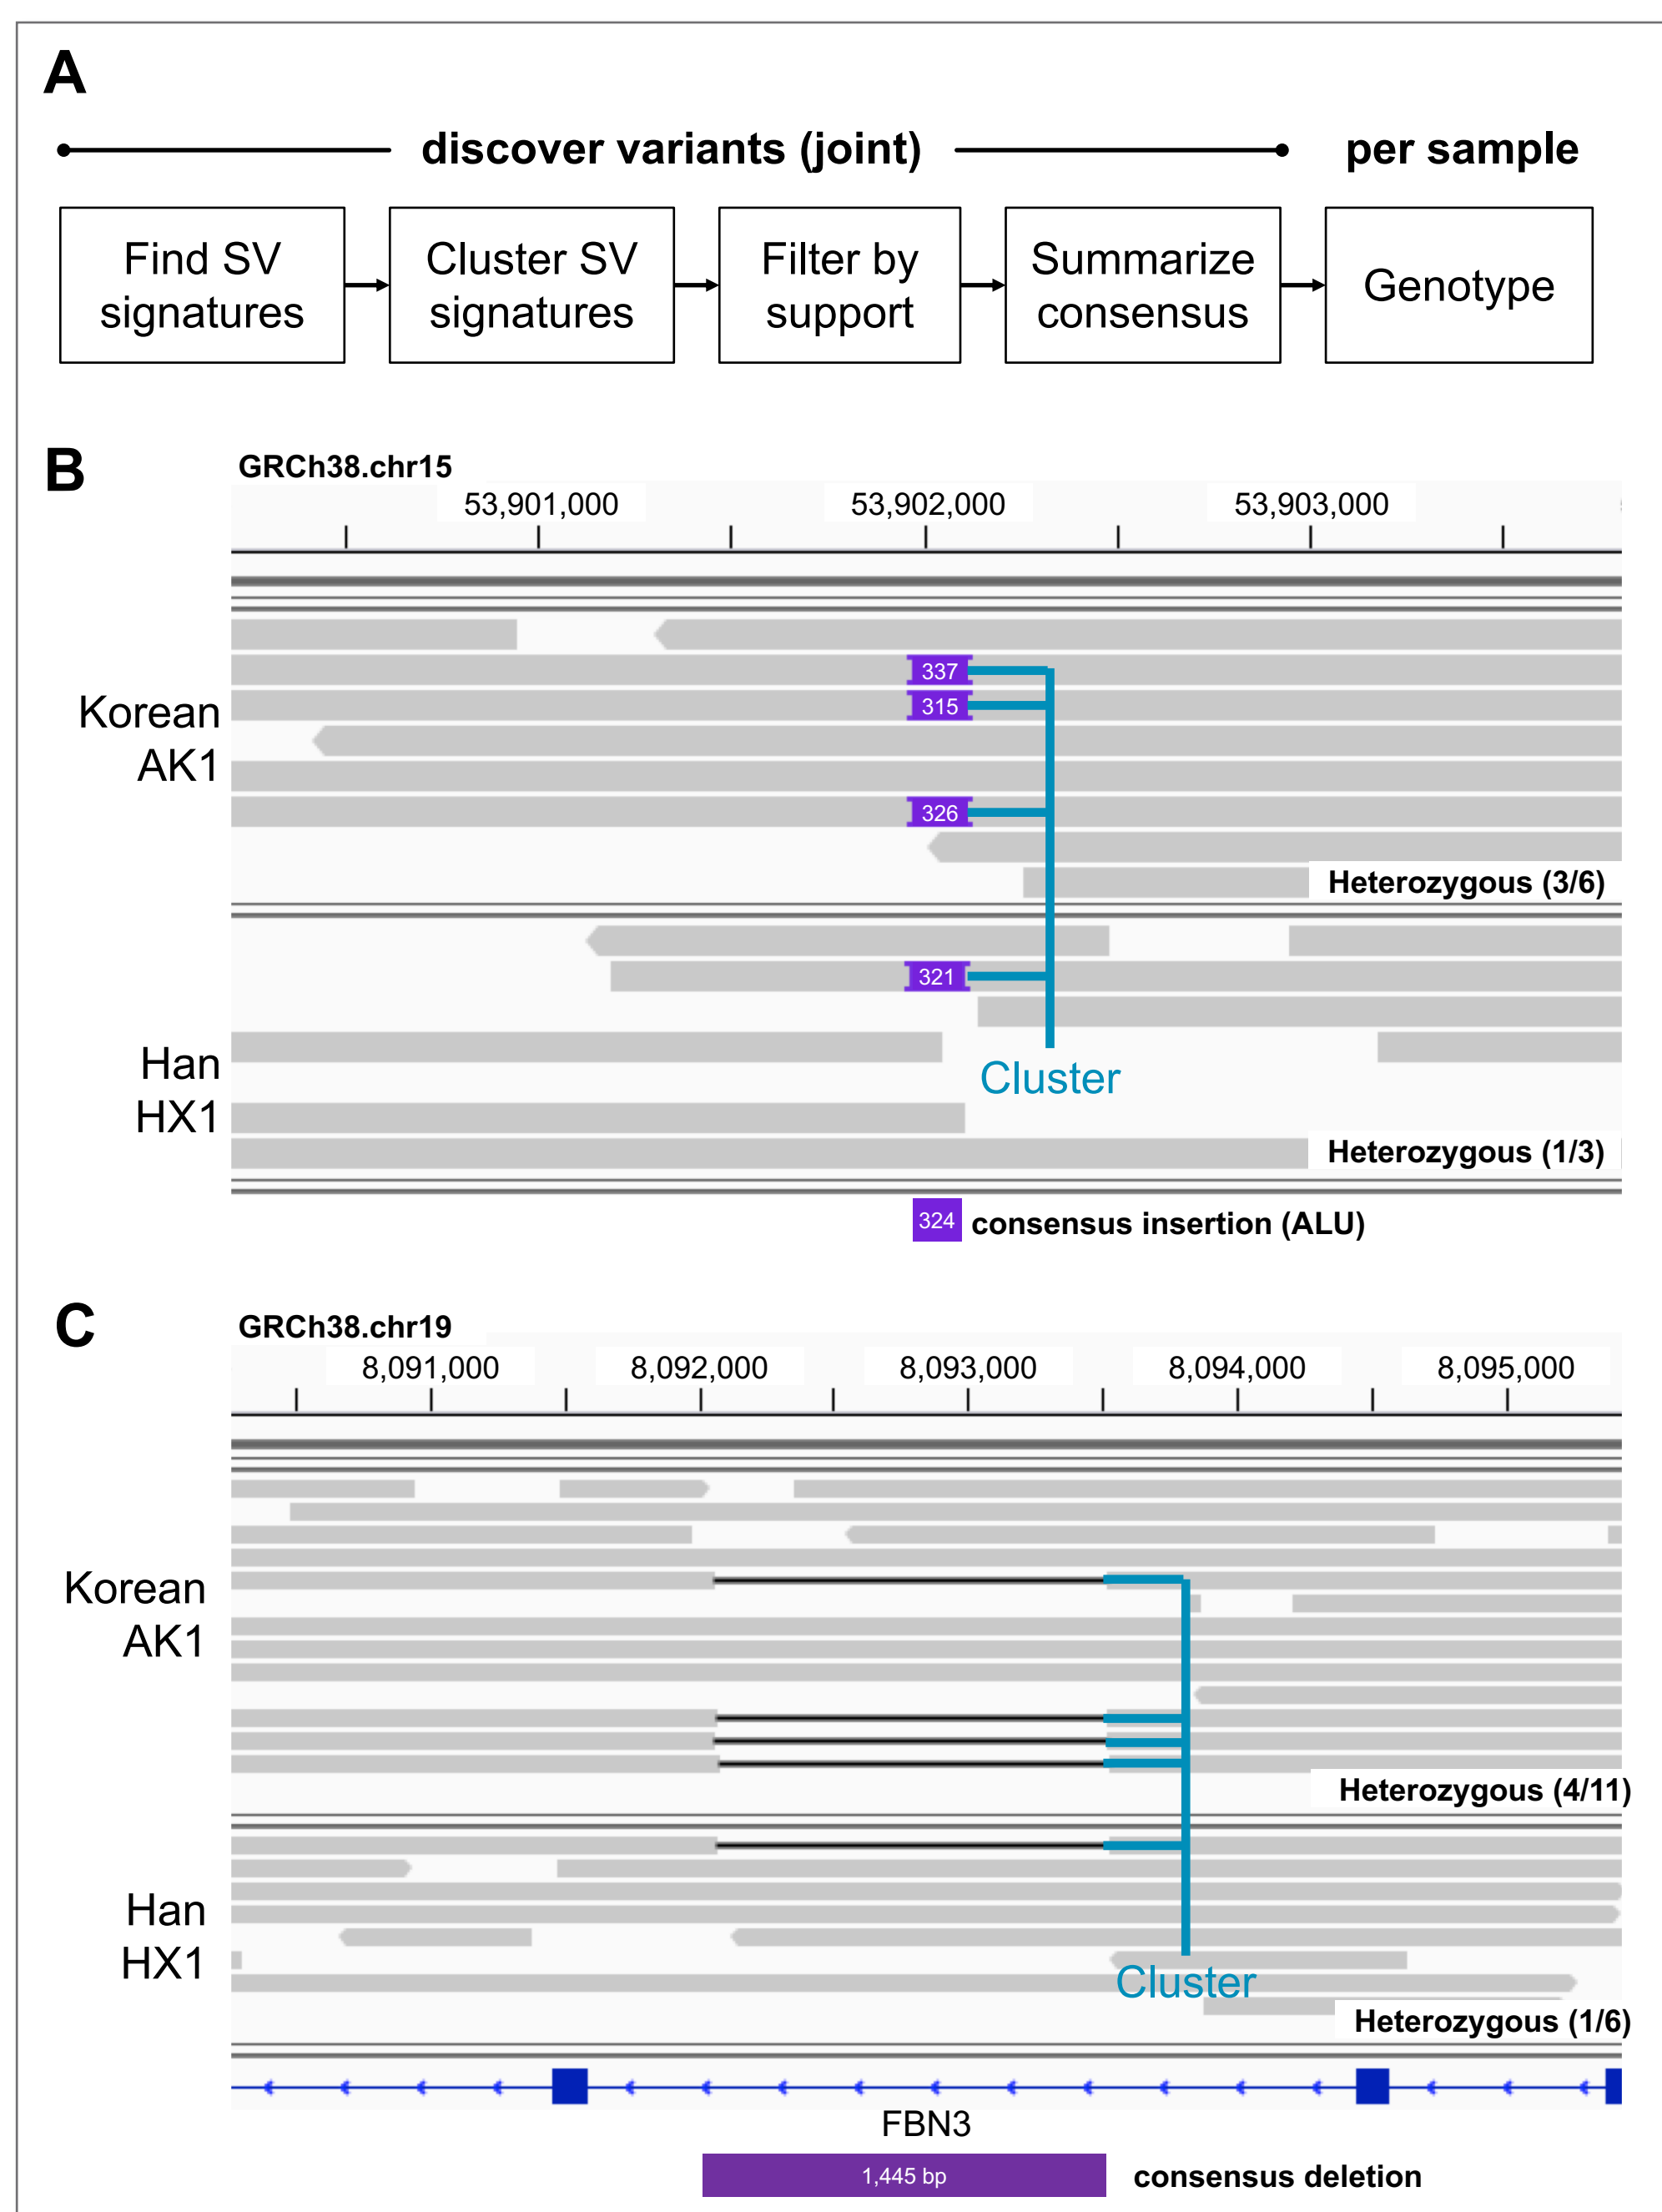 A
discover variants (joint)
per sample
Find SV
signatures
Cluster SV
signatures
Filter by
support
Summarize
consensus
Genotype
B
GRCh38.chr15
53,901,000
53,902,000
53,903,000
Korean
AK1
337
315
326
Heterozygous (3/6)
Han
HX1
321
Cluster
Heterozygous (1/3)
324
consensus insertion (ALU)
C
GRCh38.chr19
8,091,000
8,092,000
8,093,000
8,094,000
8,095,000
Korean
AK1
Heterozygous (4/11)
Han
HX1
Cluster
Heterozygous (1/6)
FBN3
1,445 bp
consensus deletion